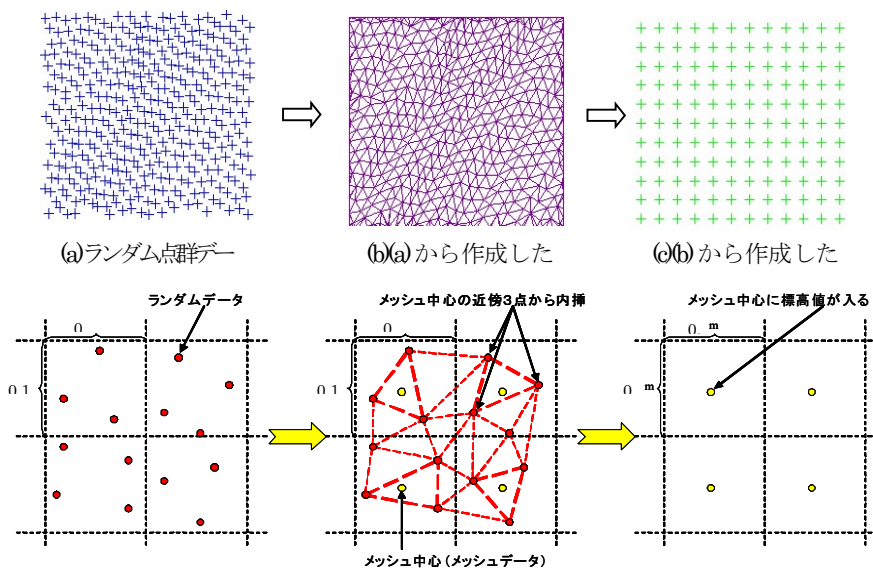 (a)ランダム点群デー
(b)(a)から作成した
(c)(b)から作成した
ランダムデータ
メッシュ中心の近傍3点から内挿
メッシュ中心に標高値が入る
0
0
0. m
0.1
0.1
0 m
メッシュ中心(メッシュデータ)